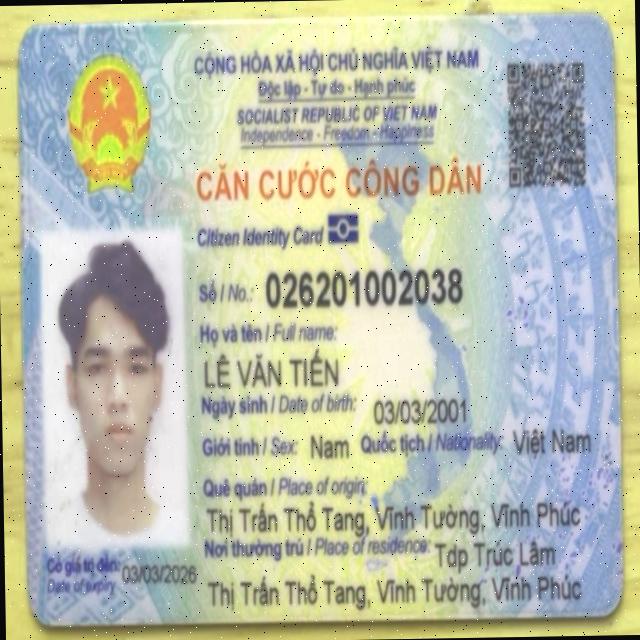 CỘNG HÒA XÃ HỘI CHỦ NGHĨA VIỆT NAM
Độc lập - Tự do - Hạnh phúc
SOCIALIST REPUBLIC OF VIET NAM
Independence - Freedom - Happiness
CĂN CƯỚC CÔNG DÂN
Citizen Identity Card
Số / No.: 026201002038
Họ và tên / Full name:
LÊ VĂN TIẾN
Ngày sinh / Date of birth: 03/03/2001
Giới tính / Sex: Nam Quốc tịch / Nationality: Việt Nam
Quê quán / Place of origin:
Thị Trấn Thổ Tang, Vĩnh Tường, Vĩnh Phúc
Nơi thường trú / Place of residence: Tdp Trúc Lâm
Thị Trấn Thổ Tang, Vĩnh Tường, Vĩnh Phúc
Có giá trị đến: 03/03/2026
Date of expiry